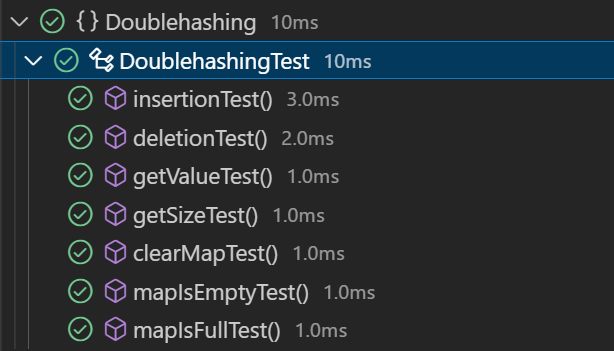 { } Doublehashing 10ms
DoublehashingTest 10ms
insertionTest() 3.0ms
deletionTest() 2.0ms
getValueTest() 1.0ms
getSizeTest() 1.0ms
clearMapTest() 1.0ms
mapIsEmptyTest() 1.0ms
mapIsFullTest() 1.0ms